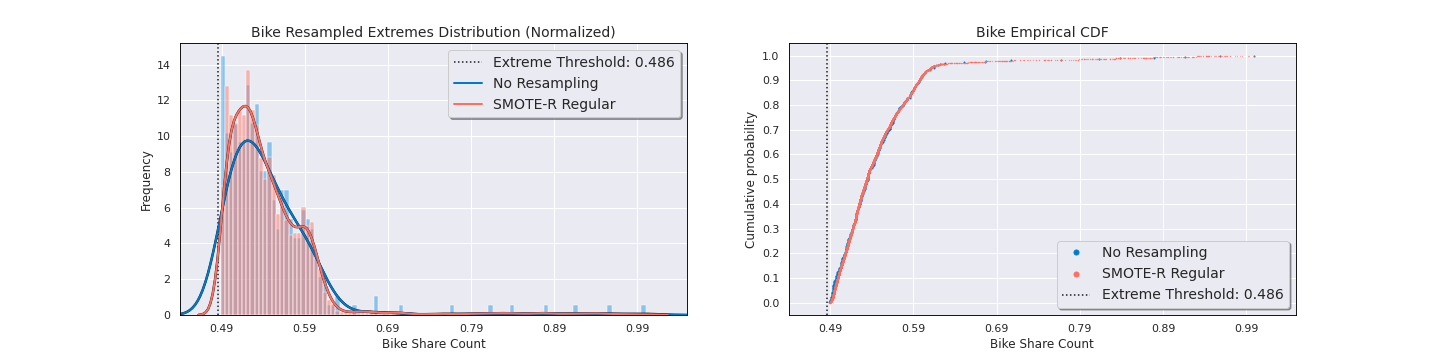 Bike Resampled Extremes Distribution (Normalized)
Extreme Threshold: 0.486
No Resampling
SMOTE-R Regular
Frequency
14
12
10
8
6
4
2
0
0.49 0.59 0.69 0.79 0.89 0.99
Bike Share Count
Bike Empirical CDF
Cumulative probability
1.0
0.9
0.8
0.7
0.6
0.5
0.4
0.3
0.2
0.1
0.0
No Resampling
SMOTE-R Regular
Extreme Threshold: 0.486
0.49 0.59 0.69 0.79 0.89 0.99
Bike Share Count